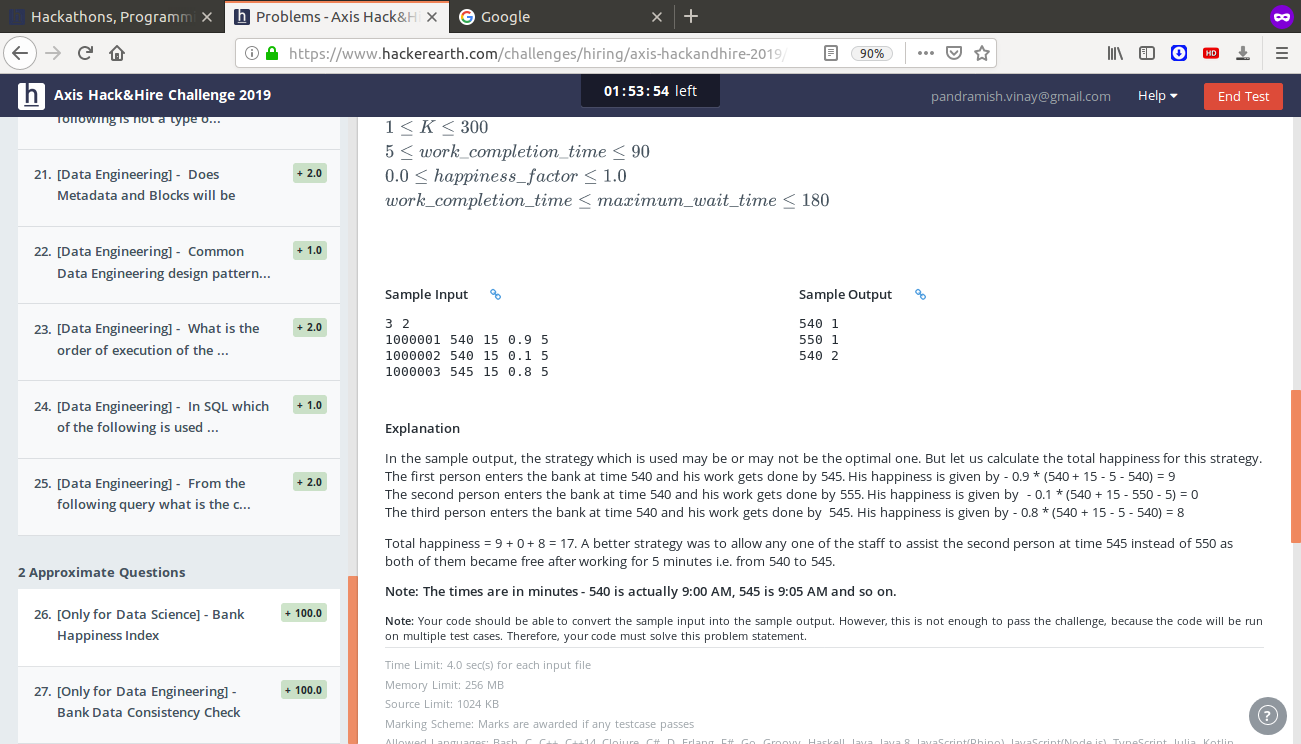 Hackathons, Programm
Problems - Axis Hack&H
Google
https://www.hackerearth.com/challenges/hiring/axis-hackandhire-2019/
90%
HD
h Axis Hack&Hire Challenge 2019
01:53:54 left
pandramish.vinay@gmail.com
Help
End Test
following is not a type o...
21. [Data Engineering] - Does
Metadata and Blocks will be
+ 2.0
22. [Data Engineering] - Common
Data Engineering design pattern...
+ 1.0
23. [Data Engineering] - What is the
order of execution of the ...
+ 2.0
24. [Data Engineering] - In SQL which
of the following is used ...
+ 1.0
25. [Data Engineering] - From the
following query what is the c...
+ 2.0
2 Approximate Questions
26. [Only for Data Science] - Bank
Happiness Index
+ 100.0
27. [Only for Data Engineering] -
Bank Data Consistency Check
+ 100.0
1 ≤ K ≤ 300
5 ≤ work_completion_time ≤ 90
0.0 ≤ happiness_factor ≤ 1.0
work_completion_time ≤ maximum_wait_time ≤ 180
Sample Input
3 2
1000001 540 15 0.9 5
1000002 540 15 0.1 5
1000003 545 15 0.8 5
Sample Output
540 1
550 1
540 2
Explanation
In the sample output, the strategy which is used may be or may not be the optimal one. But let us calculate the total happiness for this strategy.
The first person enters the bank at time 540 and his work gets done by 545. His happiness is given by - 0.9 * (540 + 15 - 5 - 540) = 9
The second person enters the bank at time 540 and his work gets done by 555. His happiness is given by - 0.1 * (540 + 15 - 550 - 5) = 0
The third person enters the bank at time 540 and his work gets done by 545. His happiness is given by - 0.8 * (540 + 15 - 5 - 540) = 8
Total happiness = 9 + 0 + 8 = 17. A better strategy was to allow any one of the staff to assist the second person at time 545 instead of 550 as
both of them became free after working for 5 minutes i.e. from 540 to 545.
Note: The times are in minutes - 540 is actually 9:00 AM, 545 is 9:05 AM and so on.
Note: Your code should be able to convert the sample input into the sample output. However, this is not enough to pass the challenge, because the code will be run
on multiple test cases. Therefore, your code must solve this problem statement.
Time Limit: 4.0 sec(s) for each input file
Memory Limit: 256 MB
Source Limit: 1024 KB
Marking Scheme: Marks are awarded if any testcase passes
Allowed Languages: Bash, C, C++, C++14, Clojure, C#, D, Erlang, F#, Go, Groovy, Haskell, Java, Java 8, JavaScript(Rhino), JavaScript(Node.js), TypeScript, Julia, Kotlin,
?